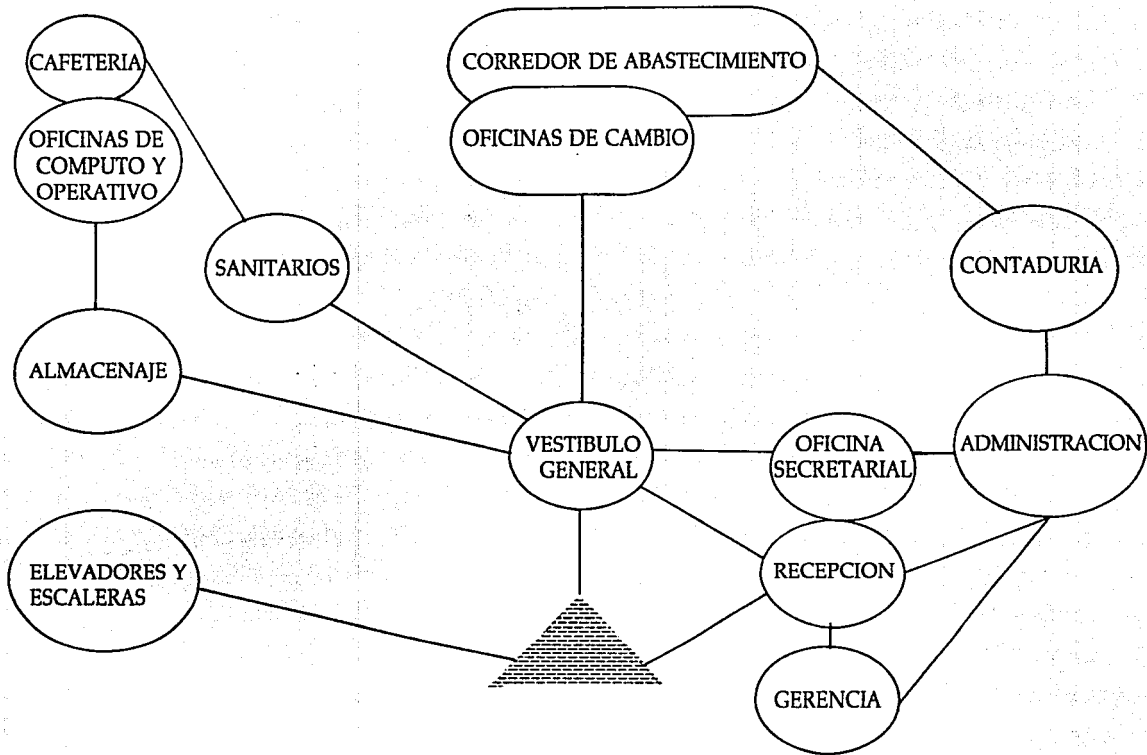 CAFETERIA
CORREDOR DE ABASTECIMIENTO
OFICINAS DE
COMPUTO Y
OPERATIVO
OFICINAS DE CAMBIO
SANITARIOS
CONTADURIA
ALMACENAJE
VESTIBULO
GENERAL
OFICINA
SECRETARIAL
ADMINISTRACION
ELEVADORES Y
ESCALERAS
RECEPCION
GERENCIA